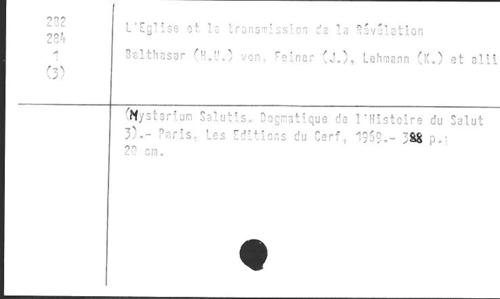 282
284
1
(3)
L'Eglise et la transmission de la Révélation
Balthasar (H.U.) von, Feiner (J.), Lehmann (K.) et alii
(Mysterium Salutis. Dogmatique de l'Histoire du Salut
3).- Paris, Les Editions du Cerf, 1969.- 388 p.;
20 cm.